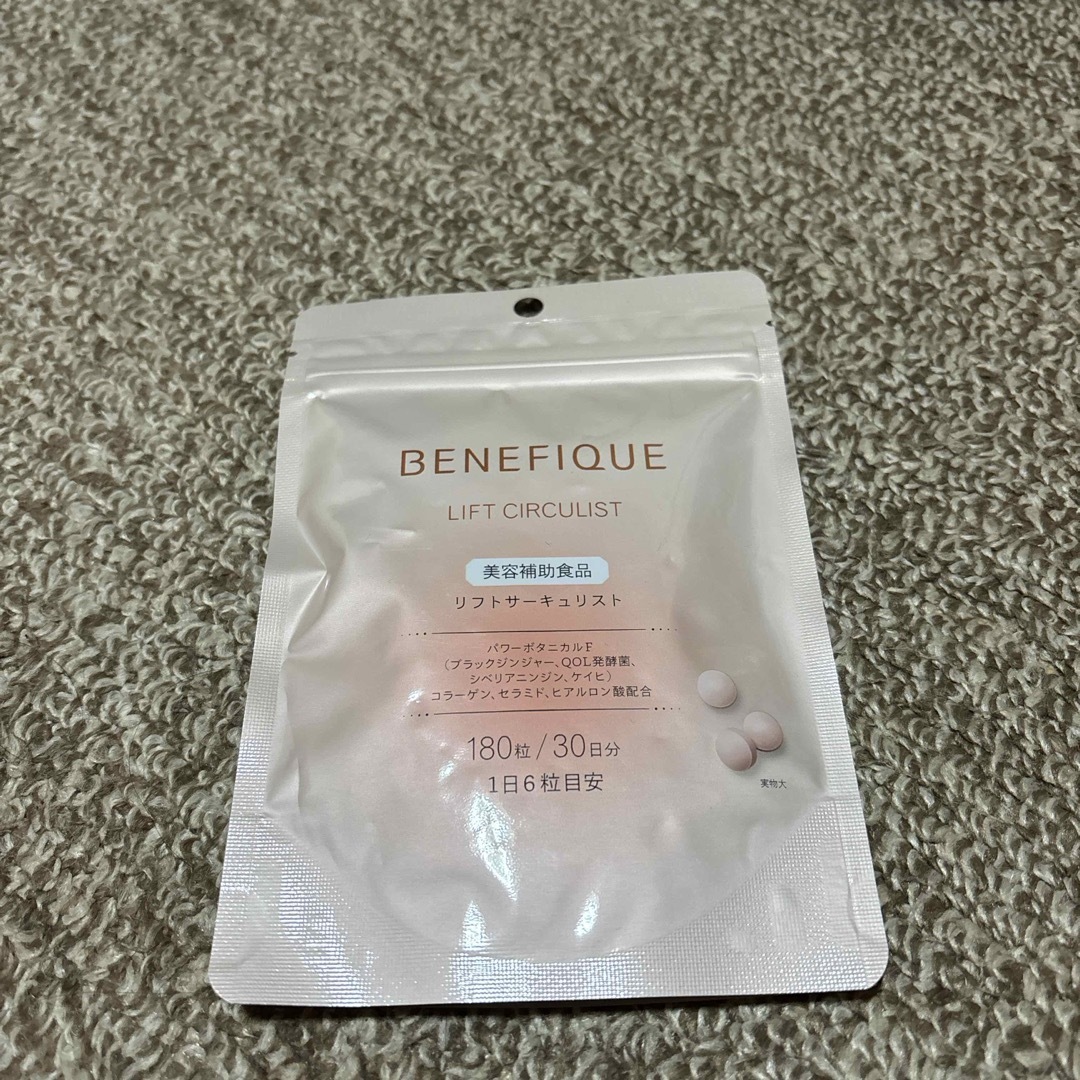 BENEFIQUE
LIFT CIRCULIST
美容補助食品
リフトサーキュリスト
パワーボタニカルF
(ブラックジンジャー、QOL発酵菌、
シベリアニンジン、ケイヒ)
コラーゲン、セラミド、ヒアルロン酸配合
180粒/30日分
1日6粒目安
実物大